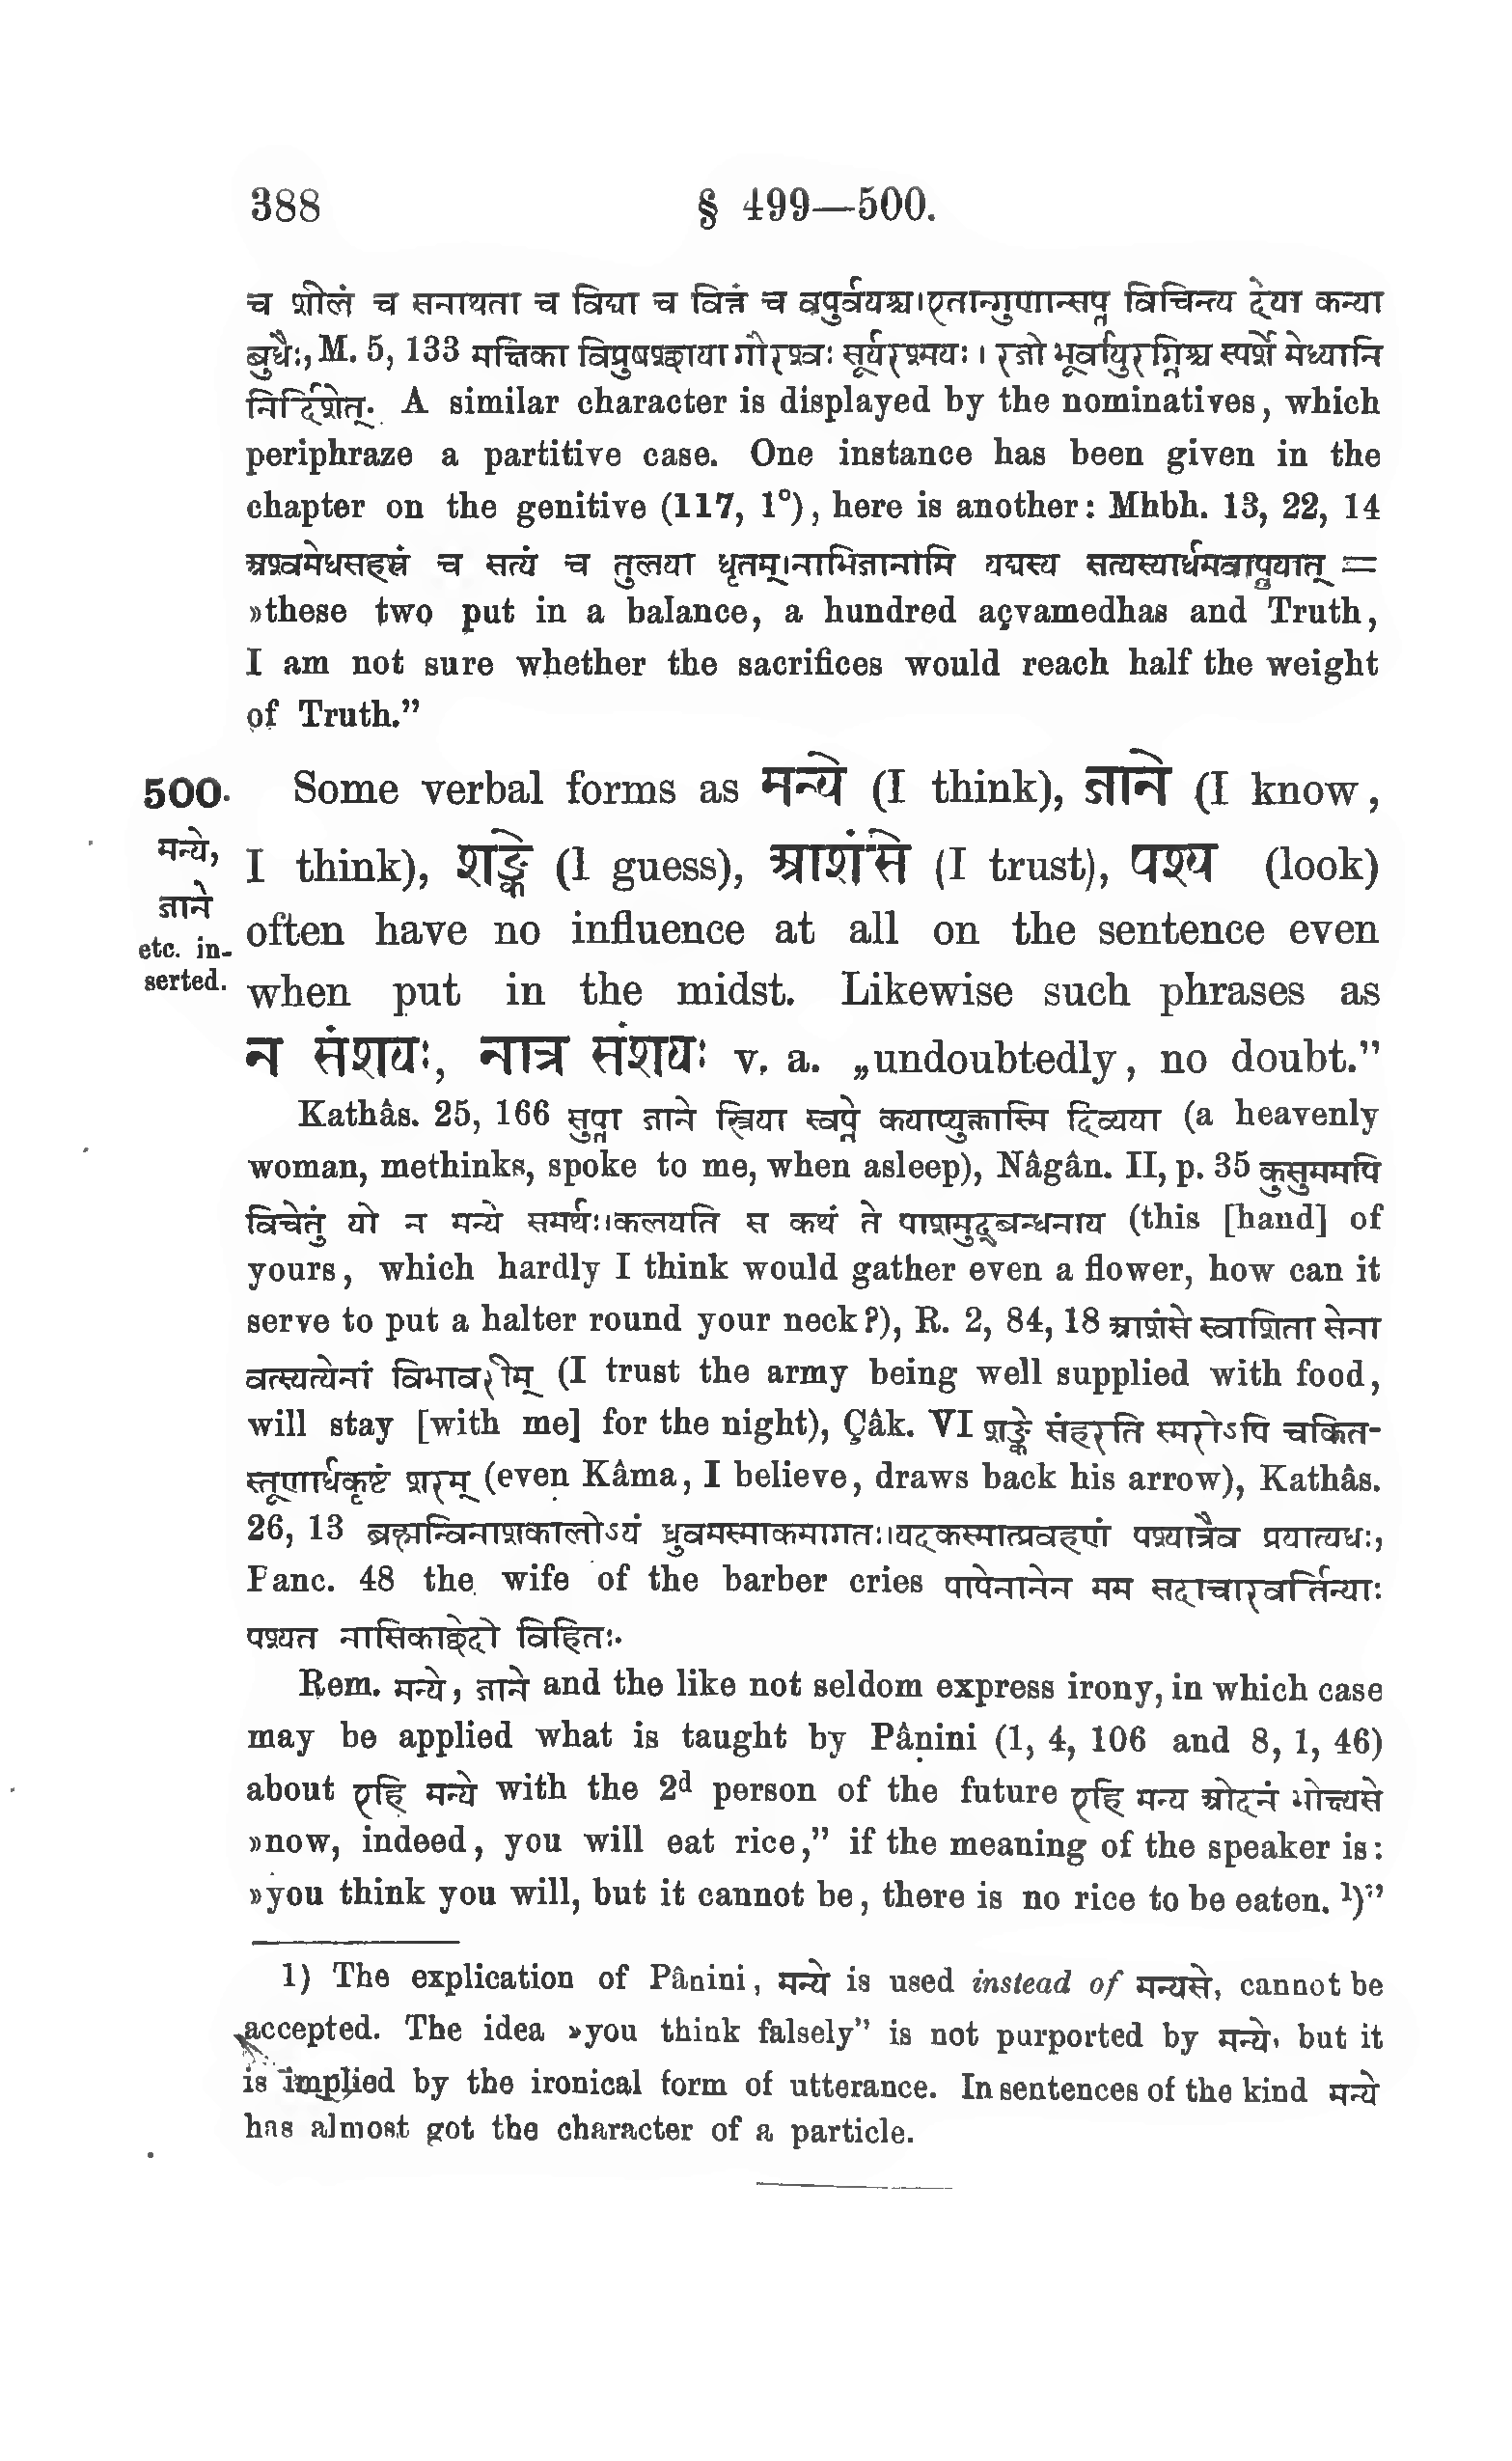 388 § 499—500.
च शीलं च सनाथता च विद्या च वित्तं च वपुर्वयश्च।एतान्गुणान्सप्त विचिन्त्य देया कन्या
बुधैः, M. 5, 133 मक्षिका विप्रुषश्छाया गौरश्वः सूर्यरश्मयः। रजो भूर्वायुरग्निश्च स्पर्शे मेध्यानि
निर्दिशेत्. A similar character is displayed by the nominatives, which
periphraze a partitive case. One instance has been given in the
chapter on the genitive (117, 1°), here is another: Mhbh. 13, 22, 14
अश्वमेधसहस्रं च सत्यं च तुलया धृतम्।नाभिजानामि यद्यस्य सत्यस्यार्धमवाप्नुयात् =
»these two put in a balance, a hundred açvamedhas and Truth,
I am not sure whether the sacrifices would reach half the weight
of Truth.”
500. Some verbal forms as मन्ये (I think), जाने (I know,
मन्ये, I think), शङ्के (I guess), आशंसे (I trust), पश्य (look)
जाने
etc. in- often have no influence at all on the sentence even
serted. when put in the midst. Likewise such phrases as
न संशयः, नात्र संशयः v. a. „undoubtedly, no doubt.”
Kathâs. 25, 166 सुप्ता जाने स्त्रिया स्वप्ने कयाप्युक्तास्मि दिव्यया (a heavenly
woman, methinks, spoke to me, when asleep), Nâgân. II, p. 35 कुसुममपि
विचेतुं यो न मन्ये समर्थः।कलयति स कथं ते पाशमुद्बन्धनाय (this [hand] of
yours, which hardly I think would gather even a flower, how can it
serve to put a halter round your neck?), R. 2, 84, 18 आशंसे स्वाशिता सेना
वत्स्यत्येनां विभावरीम् (I trust the army being well supplied with food,
will stay [with me] for the night), Çâk. VI शङ्के संहरति स्मरोऽपि चकित-
स्तूणार्धकृष्टं शरम् (even Kâma, I believe, draws back his arrow), Kathâs.
26, 13 ब्रह्मन्विनाशकालोऽयं ध्रुवमस्माकमागतः।यदकस्मात्प्रवहणं पश्यात्रैव प्रयात्यधः,
Panc. 48 the wife of the barber cries पापेनानेन मम सदाचारवर्तिन्याः
पश्यत नासिकाछेदो विहितः.
Rem. मन्ये, जाने and the like not seldom express irony, in which case
may be applied what is taught by Pâṇini (1, 4, 106 and 8, 1, 46)
about एहि मन्ये with the 2d person of the future एहि मन्य ओदनं भोक्ष्यसे
»now, indeed, you will eat rice,” if the meaning of the speaker is:
»you think you will, but it cannot be, there is no rice to be eaten. 1)”
1) The explication of Pânini, मन्ये is used instead of मन्यसे, cannot be
accepted. The idea »you think falsely” is not purported by मन्ये, but it
is implied by the ironical form of utterance. In sentences of the kind मन्ये
has almost got the character of a particle.